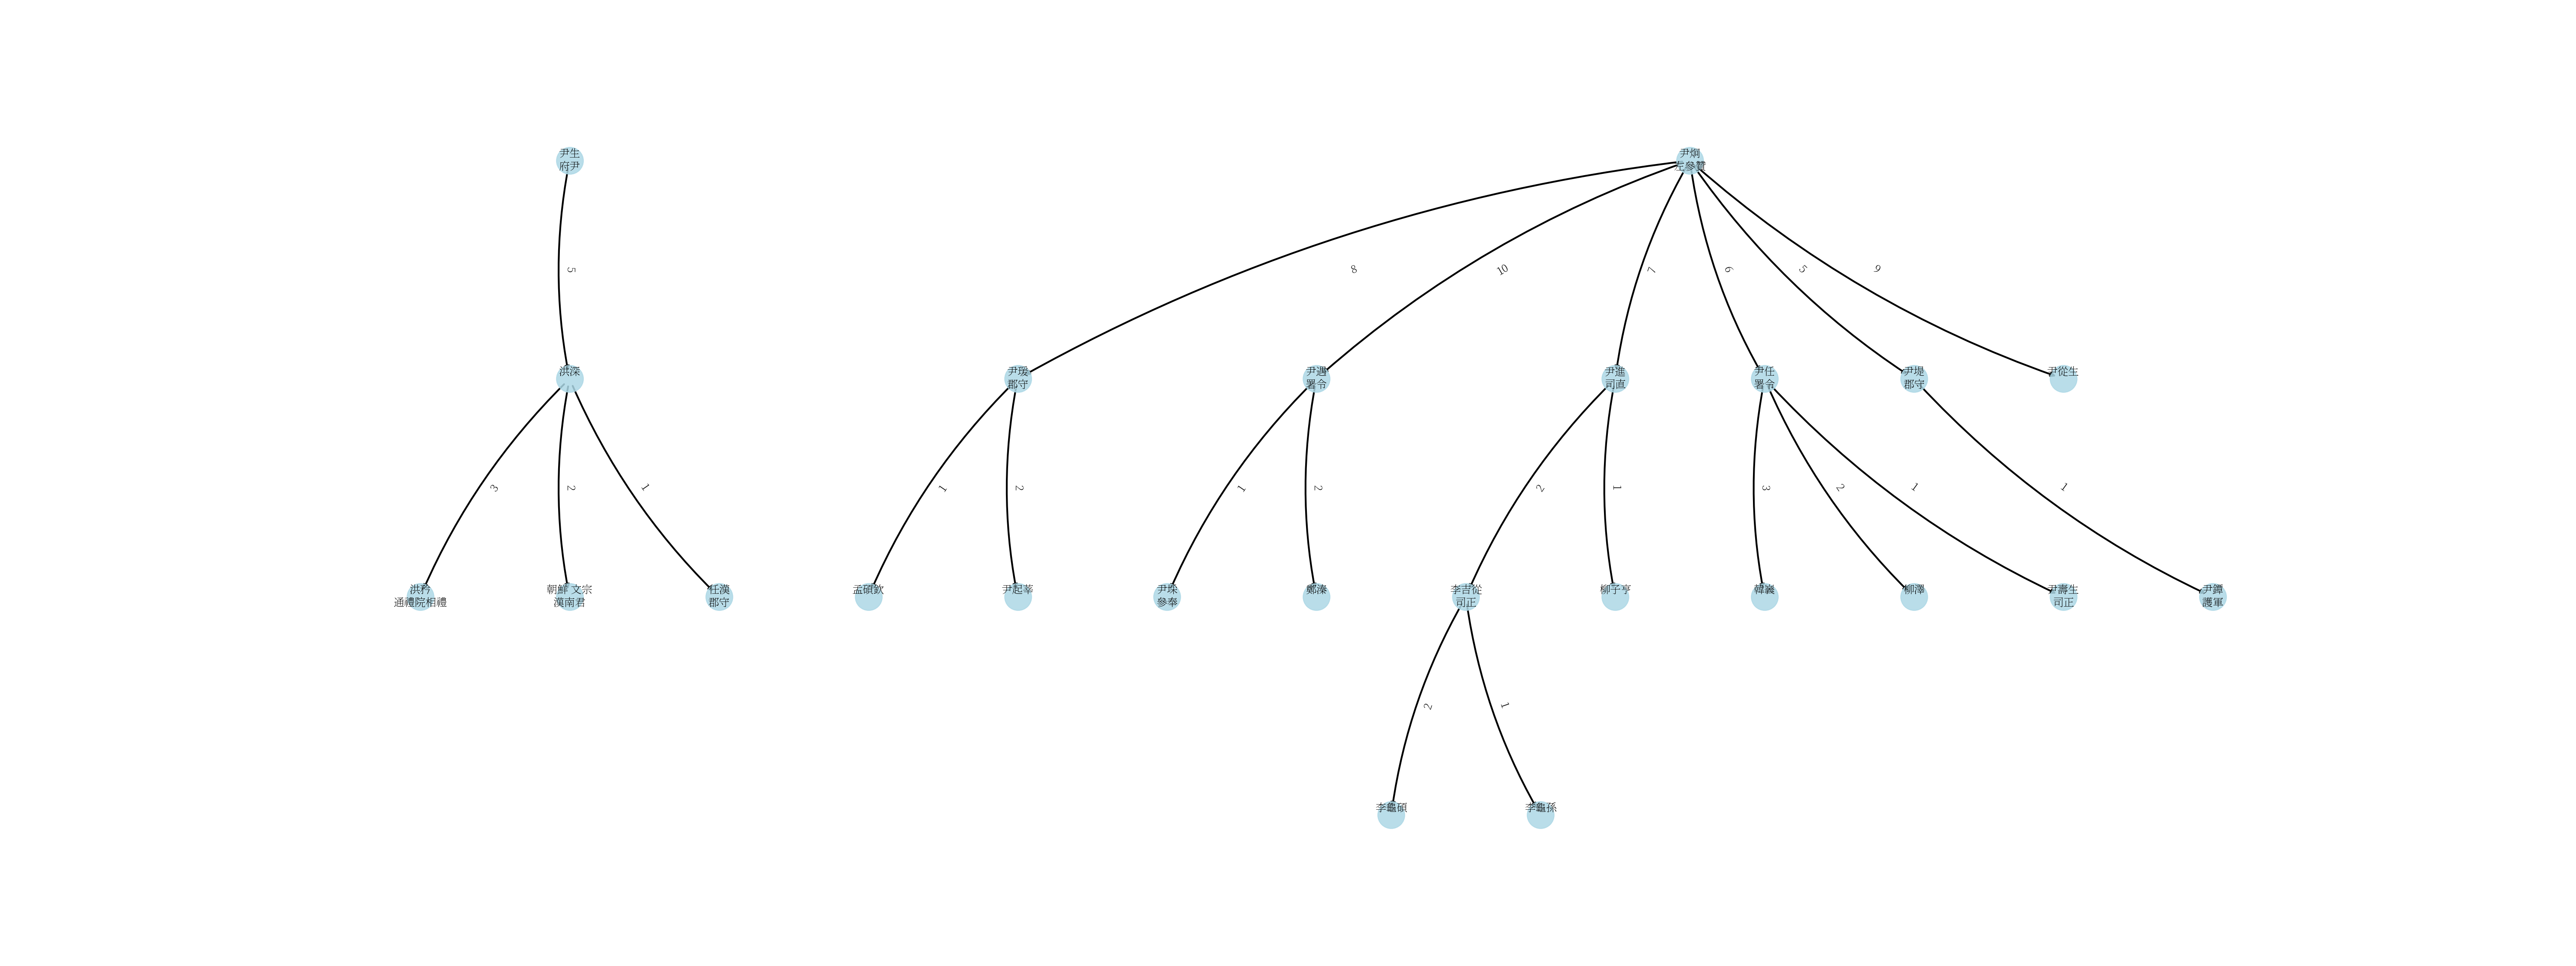 尹生
府尹
尹炯
左參贊
5
8
10
7
6
5
9
洪深
尹瑗
郡守
尹遇
署令
尹進
司直
尹任
署令
尹堤
郡守
尹從生
3
2
1
1
2
1
2
2
1
3
2
1
1
洪矜
通禮院相禮
朝鮮 文宗
漢南君
任漢
郡守
孟碩欽
尹起莘
尹琛
參奉
鄭溱
李吉從
司正
柳子亨
韓巖
柳澤
尹壽生
司正
尹鐔
護軍
2
1
李龜碩
李龜孫